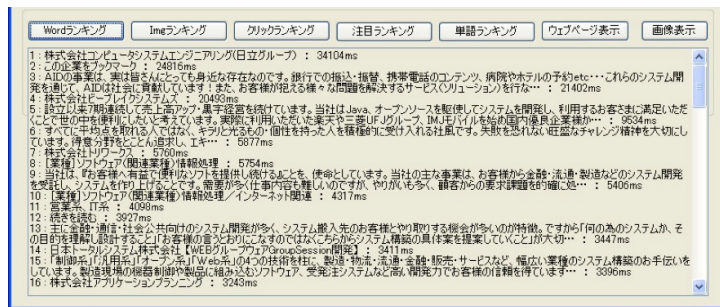 Wordランキング
Imgランキング
クリックランキング
注目ランキング
単語ランキング
ウェブページ表示
画像表示
1 : 株式会社コンピュータシステムエンジニアリング(日立グループ) : 34104ms
2 : この企業をブックマーク : 24816ms
3 : AIDの事業は、実は皆さんにとっても身近な存在なのです。銀行での振込・振替、携帯電話のコンテンツ、病院やホテルの予約etc・・・これらのシステム開
発を通じて、AIDは社会に貢献しています！また、お客様が抱える様々な問題を解決するサービス(ソリューション)を行な… : 21402ms
4 : 株式会社ビーブレイクシステムズ : 20493ms
5 : 設立以来7期連続して売上高アップ・黒字経営を続けています。当社はJava、オープンソースを駆使してシステムを開発し、利用するお客さまに満足いただ
くことで世の中を便利にしたいと考えています。実際に利用いただいた楽天や三菱UFJグループ、IMJモバイルを始め国内優良企業様か… : 9534ms
6 : すべてに平均点を取れる人ではなく、キラリと光るもの・個性を持った人を積極的に受け入れる社風です。失敗を恐れない旺盛なチャレンジ精神を大切にし
ています。得意分野をとことん追求し、エキ… : 5877ms
7 : 株式会社トリワークス : 5760ms
8 : [業種]ソフトウェア(関連業種)情報処理 : 5754ms
9 : 当社は、『お客様へ有益で便利なソフトを提供し続ける』ことを、使命としています。当社の主な事業は、お客様から金融・流通・製造などのシステム開発
を受託し、システムを作り上げることです。需要が多く仕事内容も難しいのですが、やりがいも多く、顧客からの要求課題を的確に処… : 5406ms
10 : [業種]ソフトウェア(関連業種)情報処理／インターネット関連 : 4317ms
11 : 営業系、IT系 : 4098ms
12 : 続きを読む : 3927ms
13 : 主に金融・通信・社会公共向けのシステム開発が多く、システム搬入先のお客様とやり取りする機会が多いのが特徴。ですから「何の為のシステムか、そ
の目的を理解し設計すること」「お客様の言うとおりにこなすのではなくこちらからシステム構築の具体案を提案していくこと」が大切… : 3447ms
14 : 日本トータルシステム株式会社【WEBグループウェアGroupSession開発】 : 3411ms
15 : 「制御系」「汎用系」「オープン系」「Web系」の4つの技術を柱に、製造・物流・流通・金融・販売・サービスなど、幅広い業種のシステム構築のお手伝いを
しています。製造現場の機器制御や製品に組み込むソフトウェア、受発注システムなど高い開発力でお客様の信頼を得ています… : 3396ms
16 : 株式会社アプリケーションプランニング : 3243ms